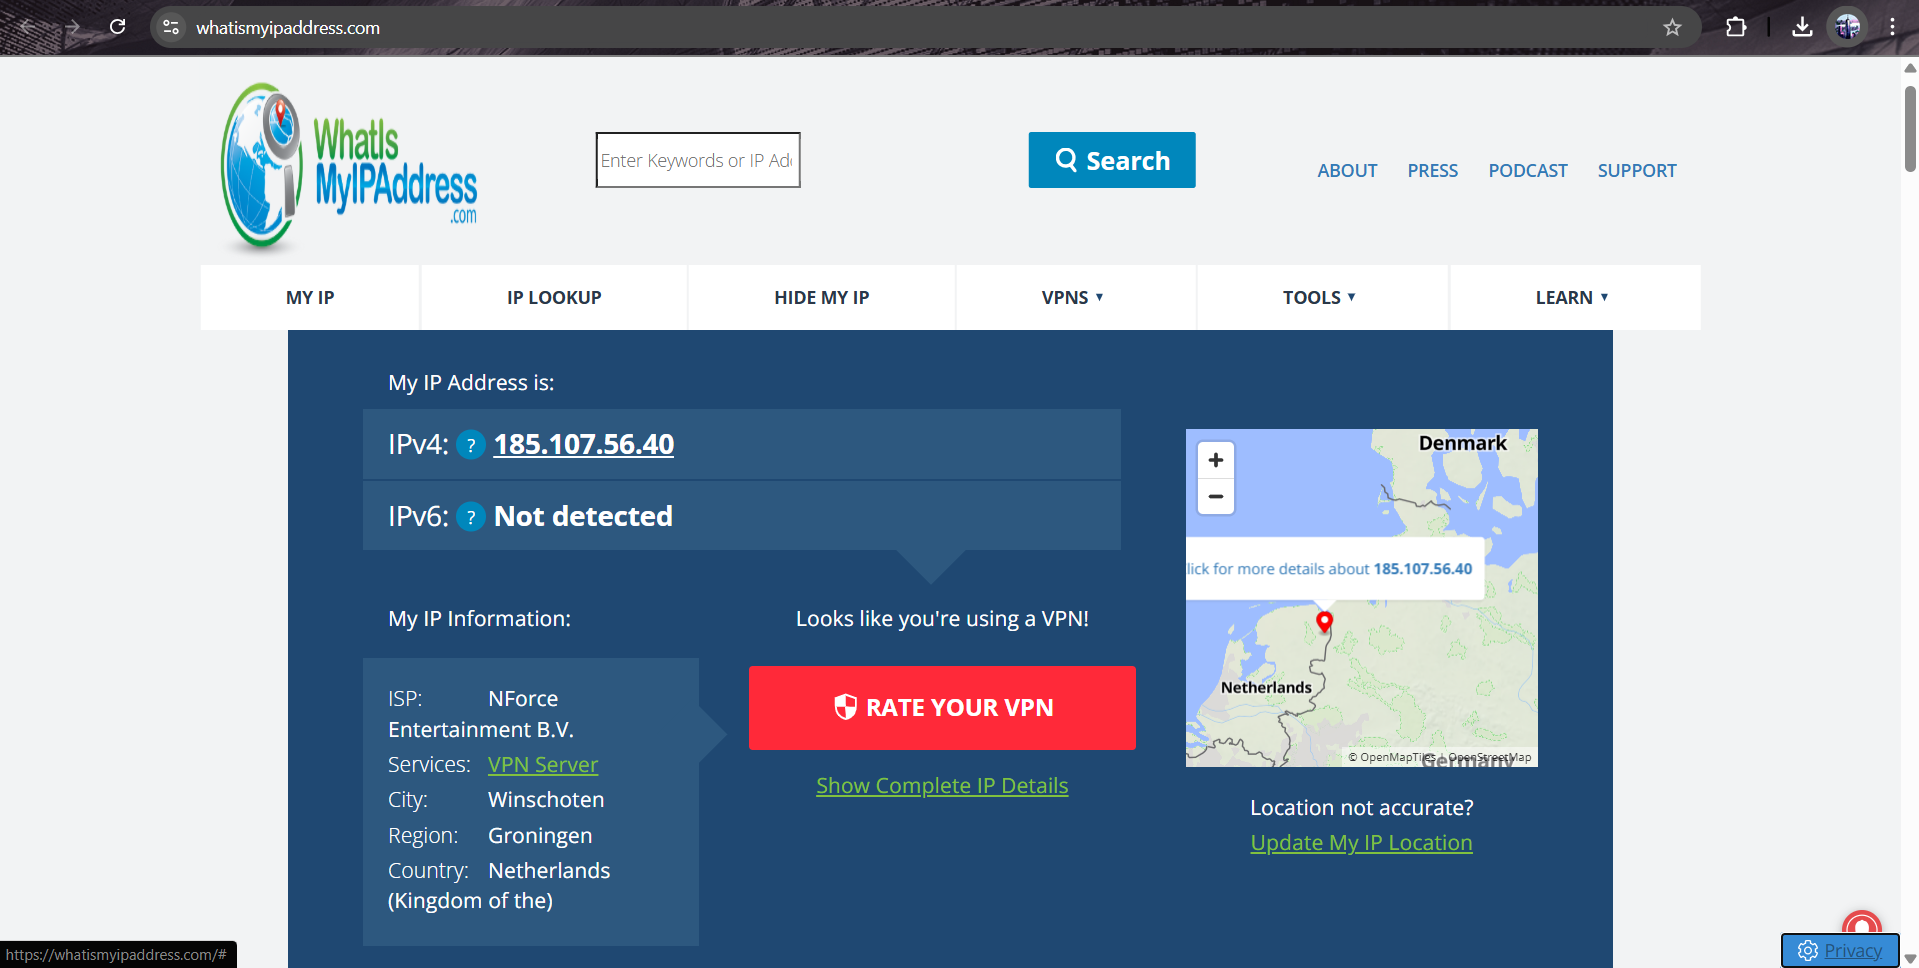 whatismyipaddress.com
WhatIs
MyIPAddress
.com
Enter Keywords or IP Ad
Search
ABOUT PRESS PODCAST SUPPORT
MY IP IP LOOKUP HIDE MY IP VPNS ▼ TOOLS ▼ LEARN ▼
My IP Address is:
IPv4: ? 185.107.56.40
IPv6: ? Not detected
My IP Information:
ISP: NForce
Entertainment B.V.
Services: VPN Server
City: Winschoten
Region: Groningen
Country: Netherlands
(Kingdom of the)
Looks like you're using a VPN!
RATE YOUR VPN
Show Complete IP Details
+
−
Denmark
lick for more details about 185.107.56.40
Netherlands
Germany
© OpenMapTiles | OpenStreetMap
Location not accurate?
Update My IP Location
https://whatismyipaddress.com/#
Privacy